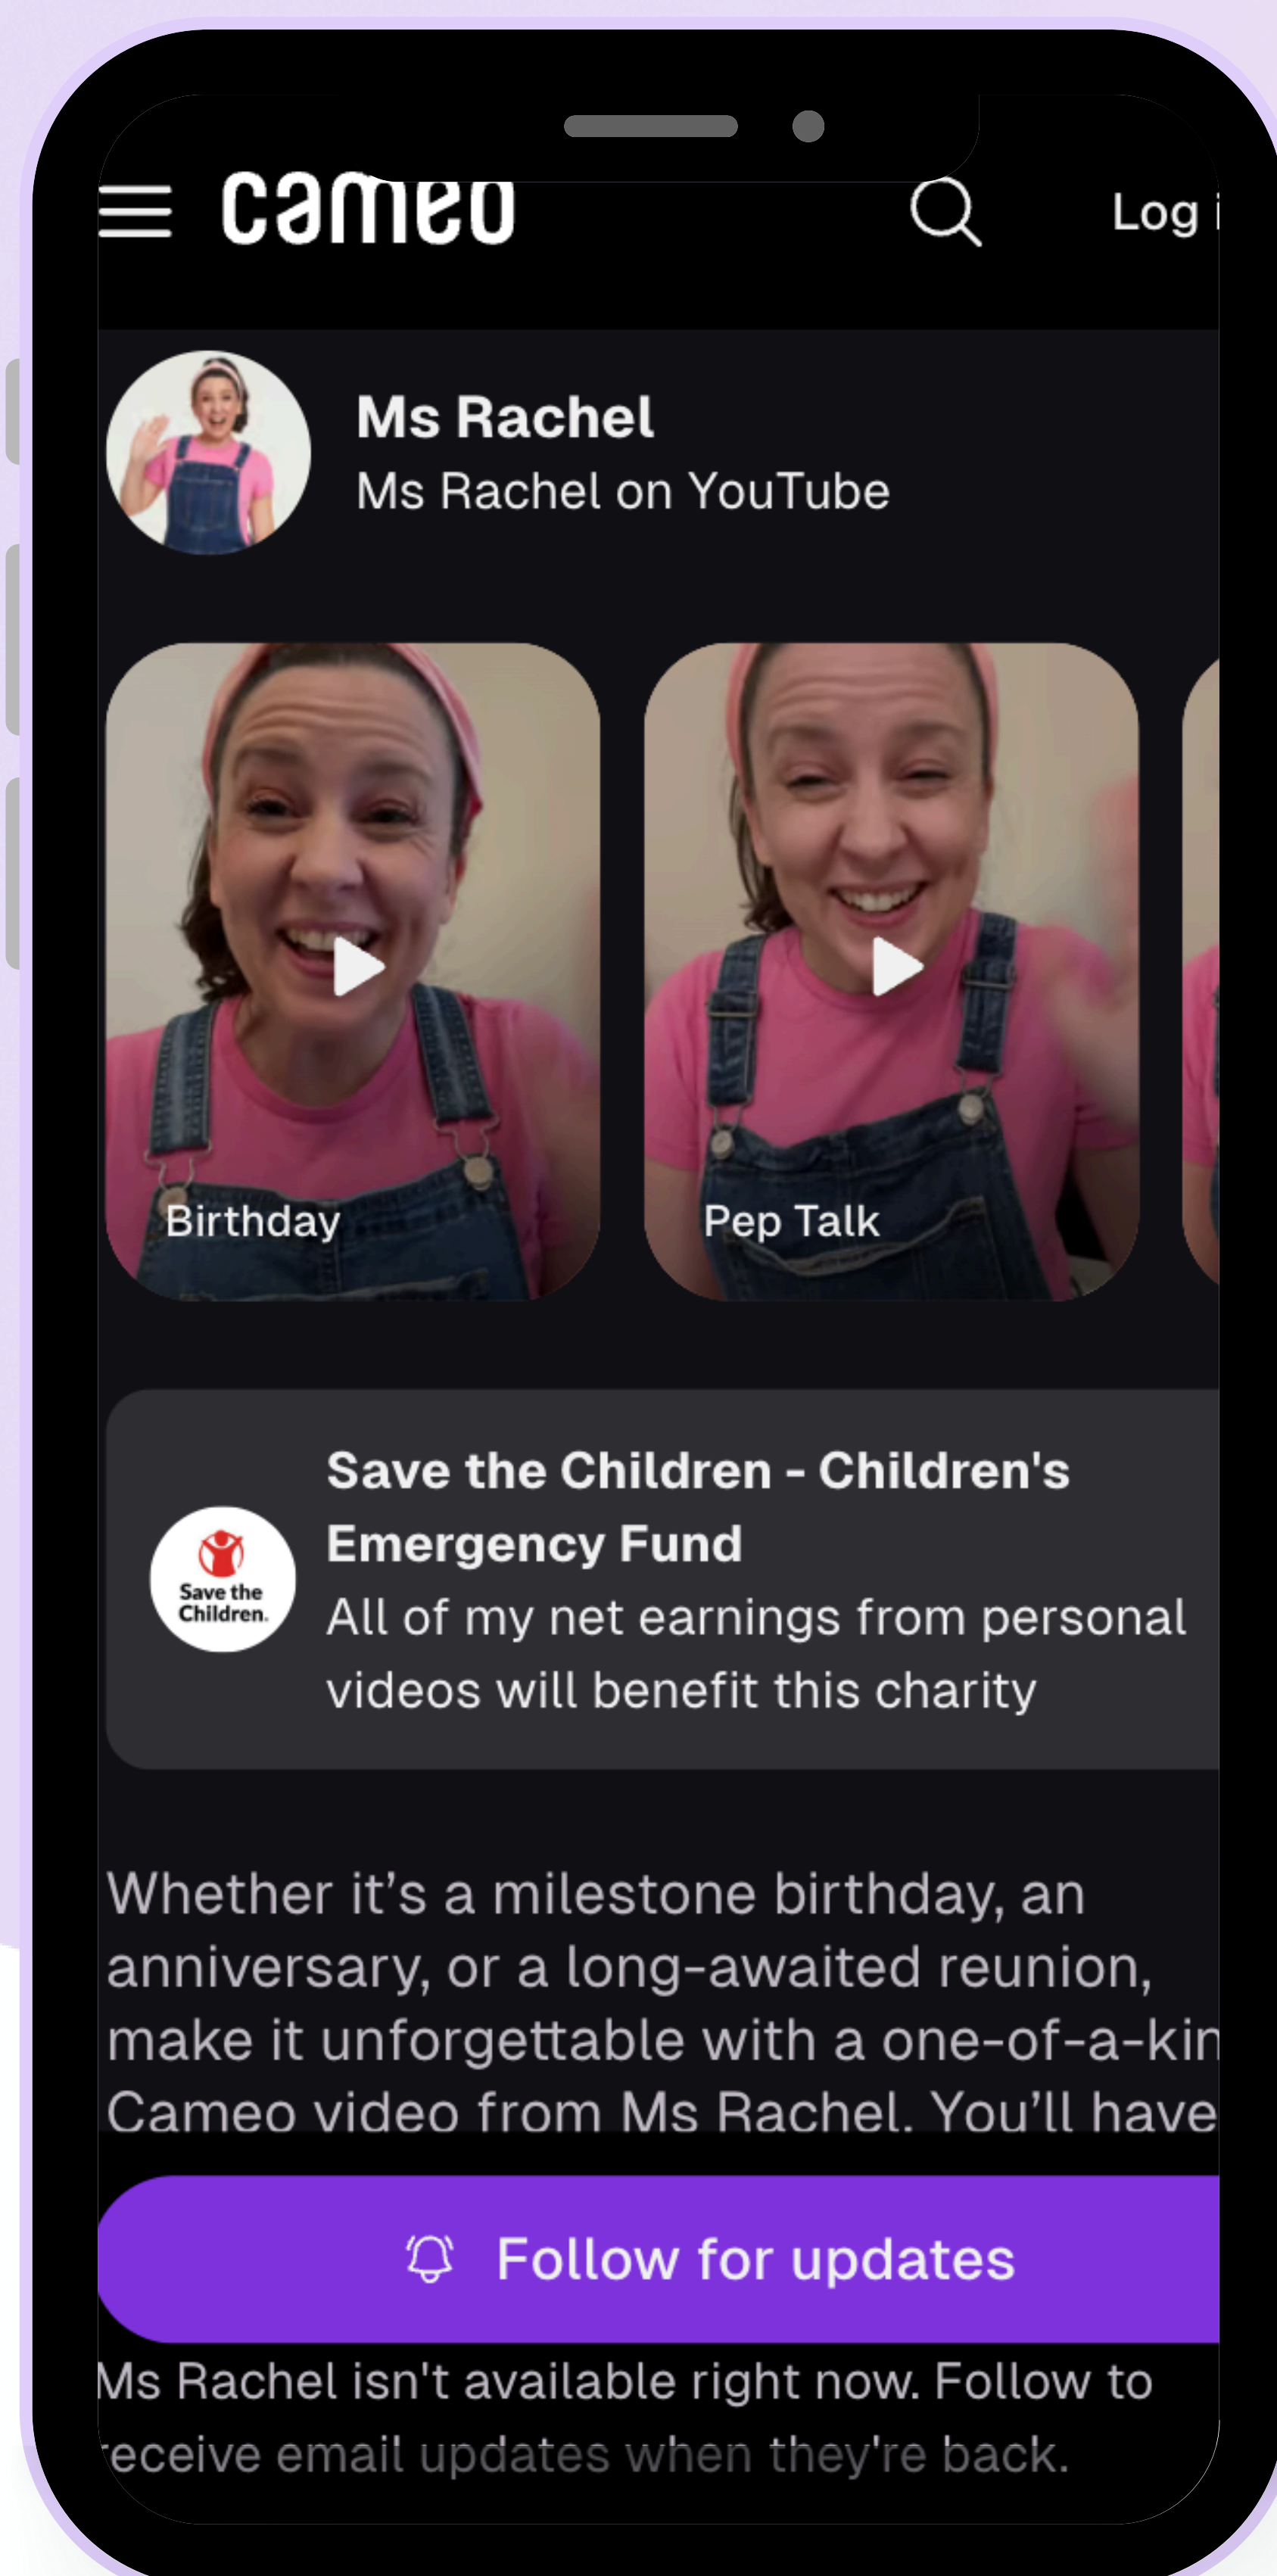 cameo
Log i
Ms Rachel
Ms Rachel on YouTube
Birthday
Pep Talk
Save the Children - Children's
Emergency Fund
Save the
Children.
All of my net earnings from personal
videos will benefit this charity
Whether it’s a milestone birthday, an
anniversary, or a long-awaited reunion,
make it unforgettable with a one-of-a-kin
Cameo video from Ms Rachel. You’ll have
Follow for updates
Ms Rachel isn't available right now. Follow to
receive email updates when they're back.